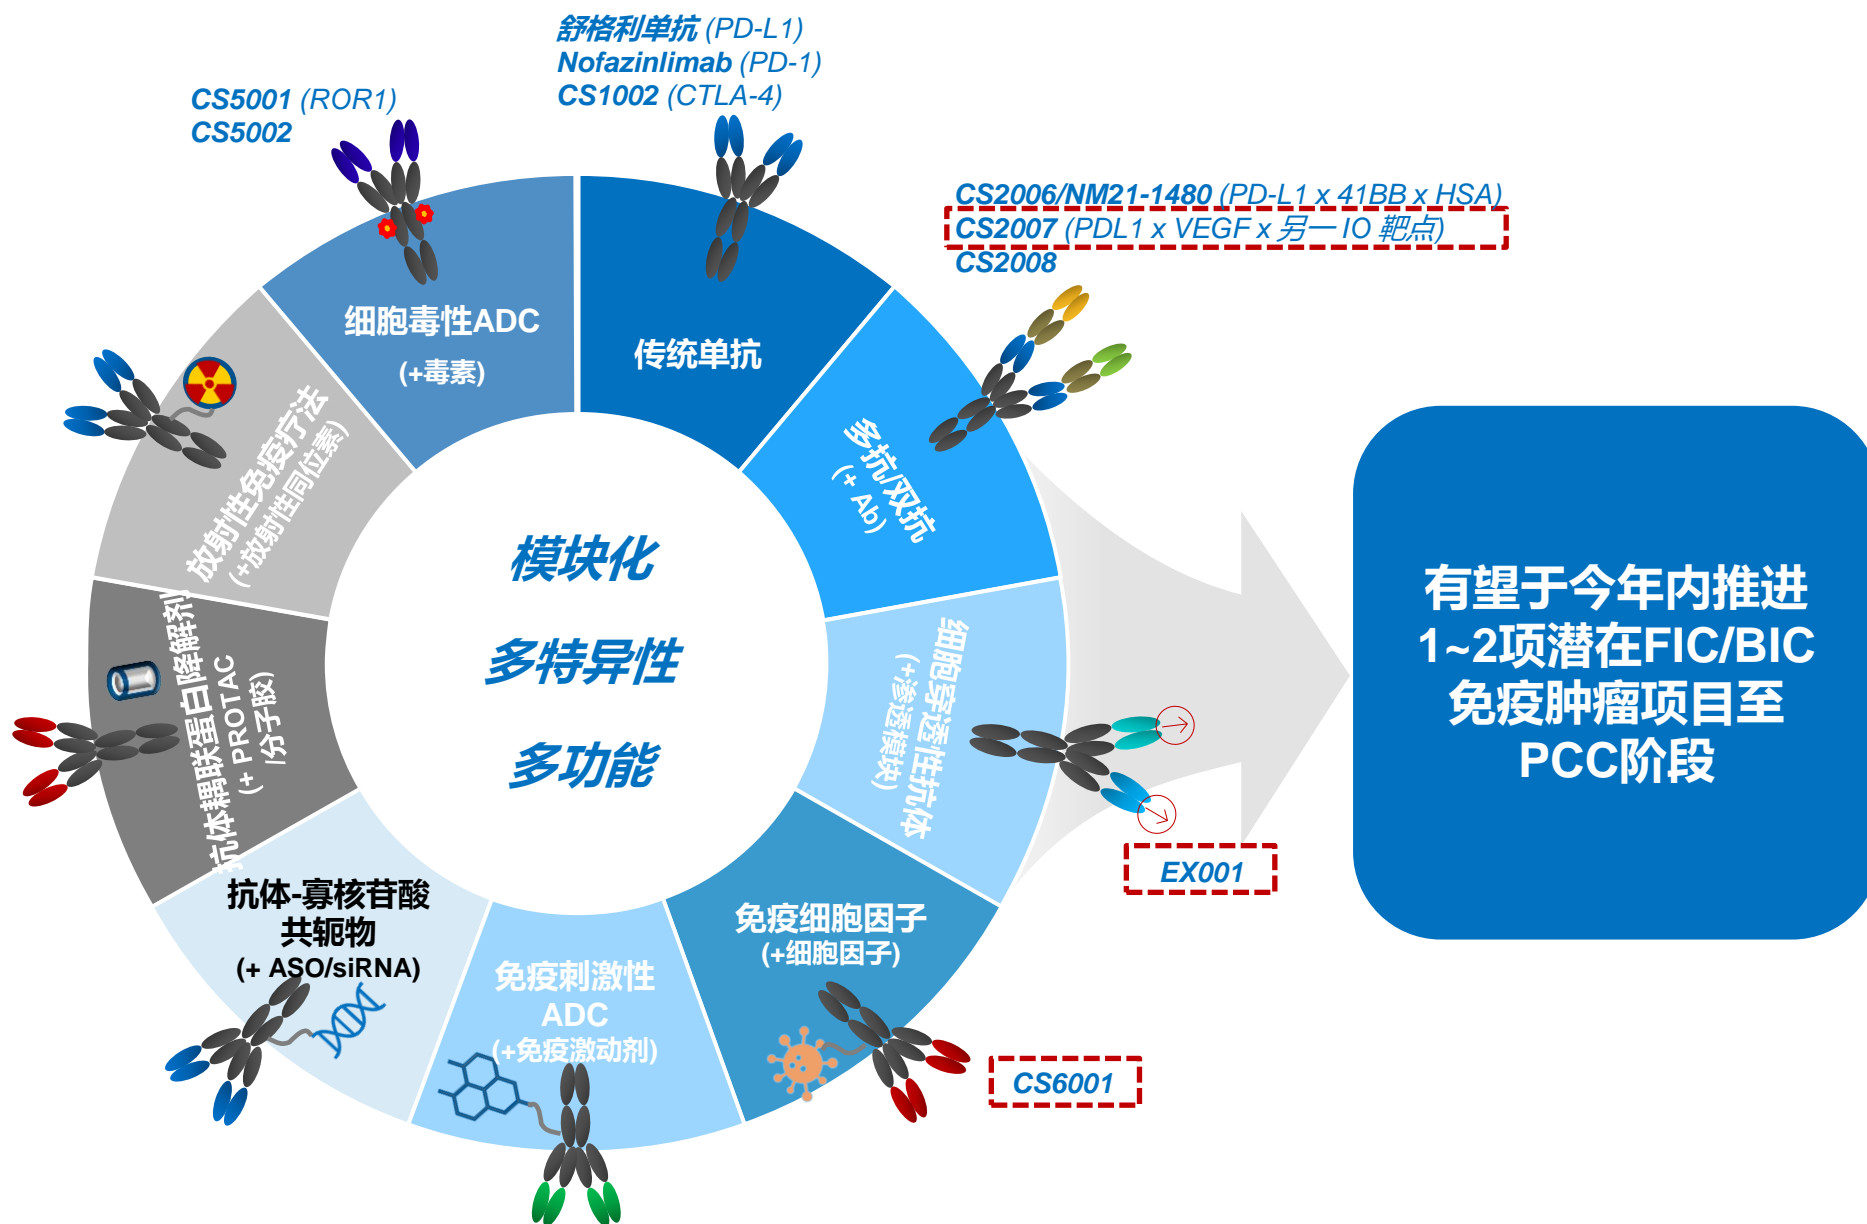 舒格利单抗 (PD-L1)
Nofazinlimab (PD-1)
CS1002 (CTLA-4)
CS5001 (ROR1)
CS5002
CS2006/NM21-1480 (PD-L1 x 41BB x HSA)
CS2007 (PDL1 x VEGF x 另一 IO 靶点)
CS2008
细胞毒性ADC
(+毒素)
传统单抗
多抗/双抗
(+ Ab)
细胞穿透性抗体
(+渗透模块)
EX001
免疫细胞因子
(+细胞因子)
CS6001
免疫刺激性
ADC
(+免疫激动剂)
抗体-寡核苷酸
共轭物
(+ ASO/siRNA)
抗体耦联蛋白降解剂
(+ PROTAC
/分子胶)
放射性免疫疗法
(+放射性同位素)
模块化
多特异性
多功能
有望于今年内推进
1~2项潜在FIC/BIC
免疫肿瘤项目至
PCC阶段